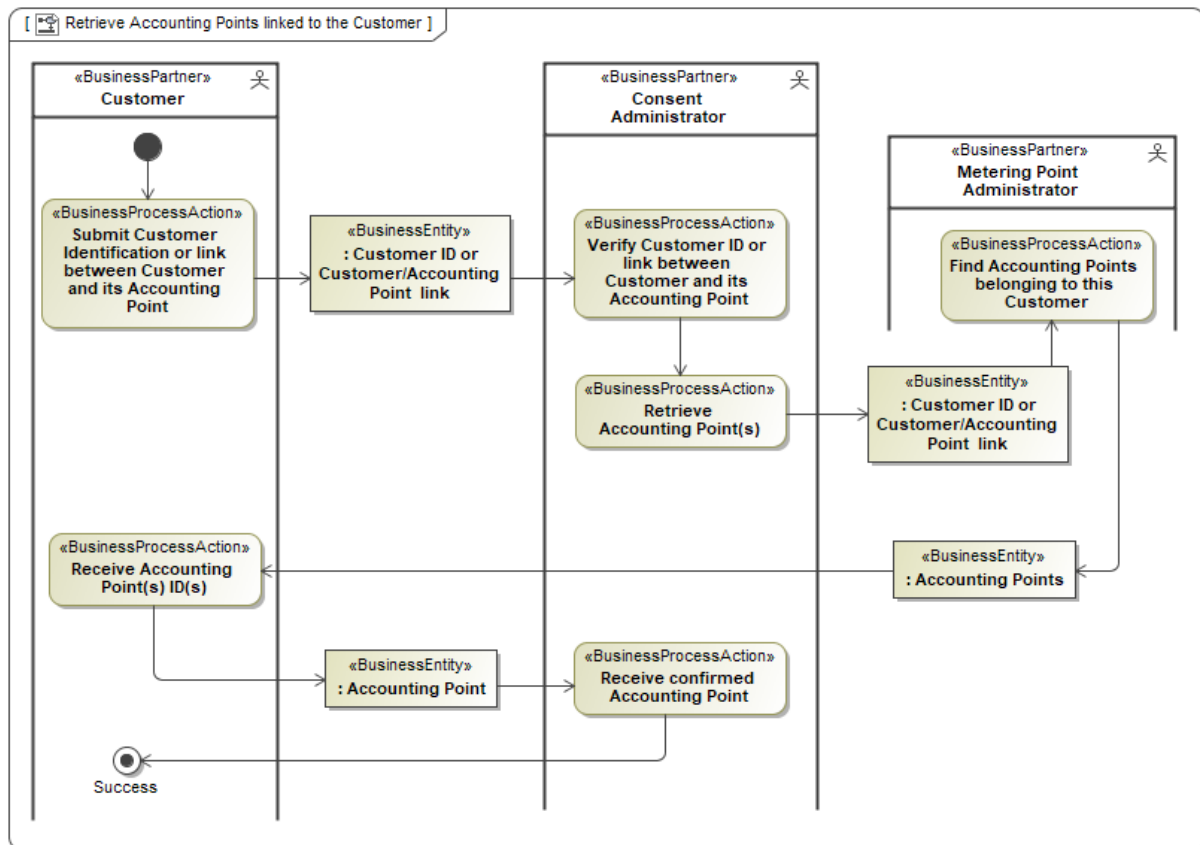 [ Retrieve Accounting Points linked to the Customer ]
«BusinessPartner»
Customer
«BusinessPartner»
Consent
Administrator
«BusinessPartner»
Metering Point
Administrator
«BusinessProcessAction»
Submit Customer
Identification or link
between Customer
and its Accounting
Point
«BusinessEntity»
: Customer ID or
Customer/Accounting
Point link
«BusinessProcessAction»
Verify Customer ID or
link between
Customer and its
Accounting Point
«BusinessProcessAction»
Find Accounting Points
belonging to this
Customer
«BusinessProcessAction»
Retrieve
Accounting Point(s)
«BusinessEntity»
: Customer ID or
Customer/Accounting
Point link
«BusinessProcessAction»
Receive Accounting
Point(s) ID(s)
«BusinessEntity»
: Accounting Points
«BusinessEntity»
: Accounting Point
«BusinessProcessAction»
Receive confirmed
Accounting Point
Success